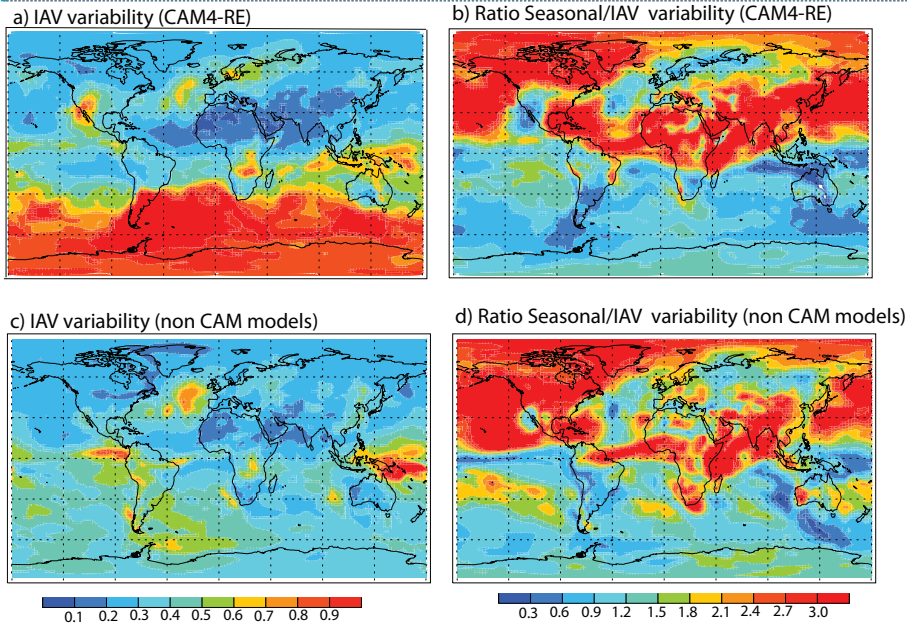 a) IAV variability (CAM4-RE)
b) Ratio Seasonal/IAV variability (CAM4-RE)
c) IAV variability (non CAM models)
d) Ratio Seasonal/IAV variability (non CAM models)
0.1 0.2 0.3 0.4 0.5 0.6 0.7 0.8 0.9
0.3 0.6 0.9 1.2 1.5 1.8 2.1 2.4 2.7 3.0